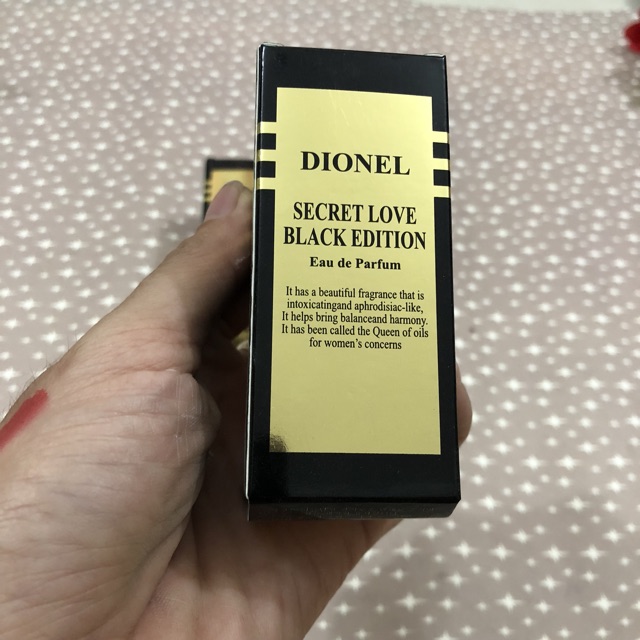 DIONEL
SECRET LOVE
BLACK EDITION
Eau de Parfum
It has a beautiful fragrance that is
intoxicatingand aphrodisiac-like,
It helps bring balanceand harmony.
It has been called the Queen of oils
for women's concerns